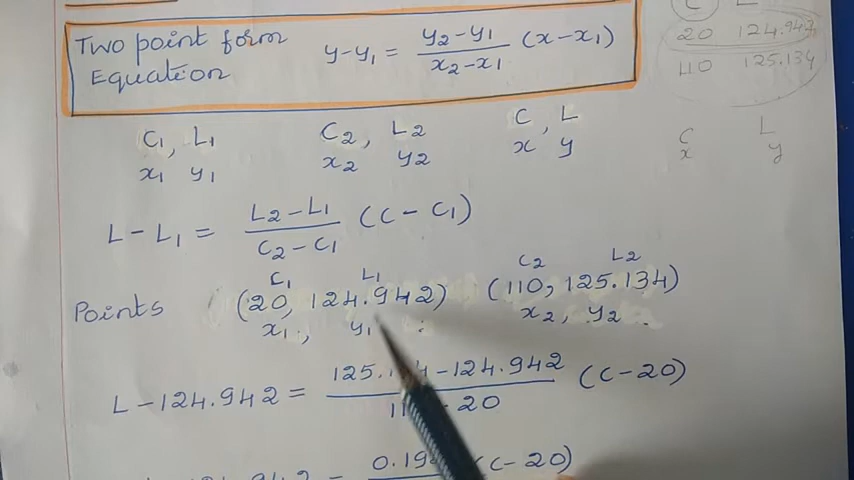 Two point form
Equation
y-y₁ = y₂-y₁ / x₂-x₁ (x-x₁)
C L
20 124.942
110 125.134
C₁, L₁ C₂, L₂ C, L
x₁ y₁ x₂ y₂ x y
C L
x y
L-L₁ = L₂-L₁ / C₂-C₁ (C-C₁)
C₁ L₁ C₂ L₂
Points (20, 124.942) (110, 125.134)
x₁, y₁ x₂, y₂
L-124.942 = -124.942 / -20 (C-20)
= (C-20)